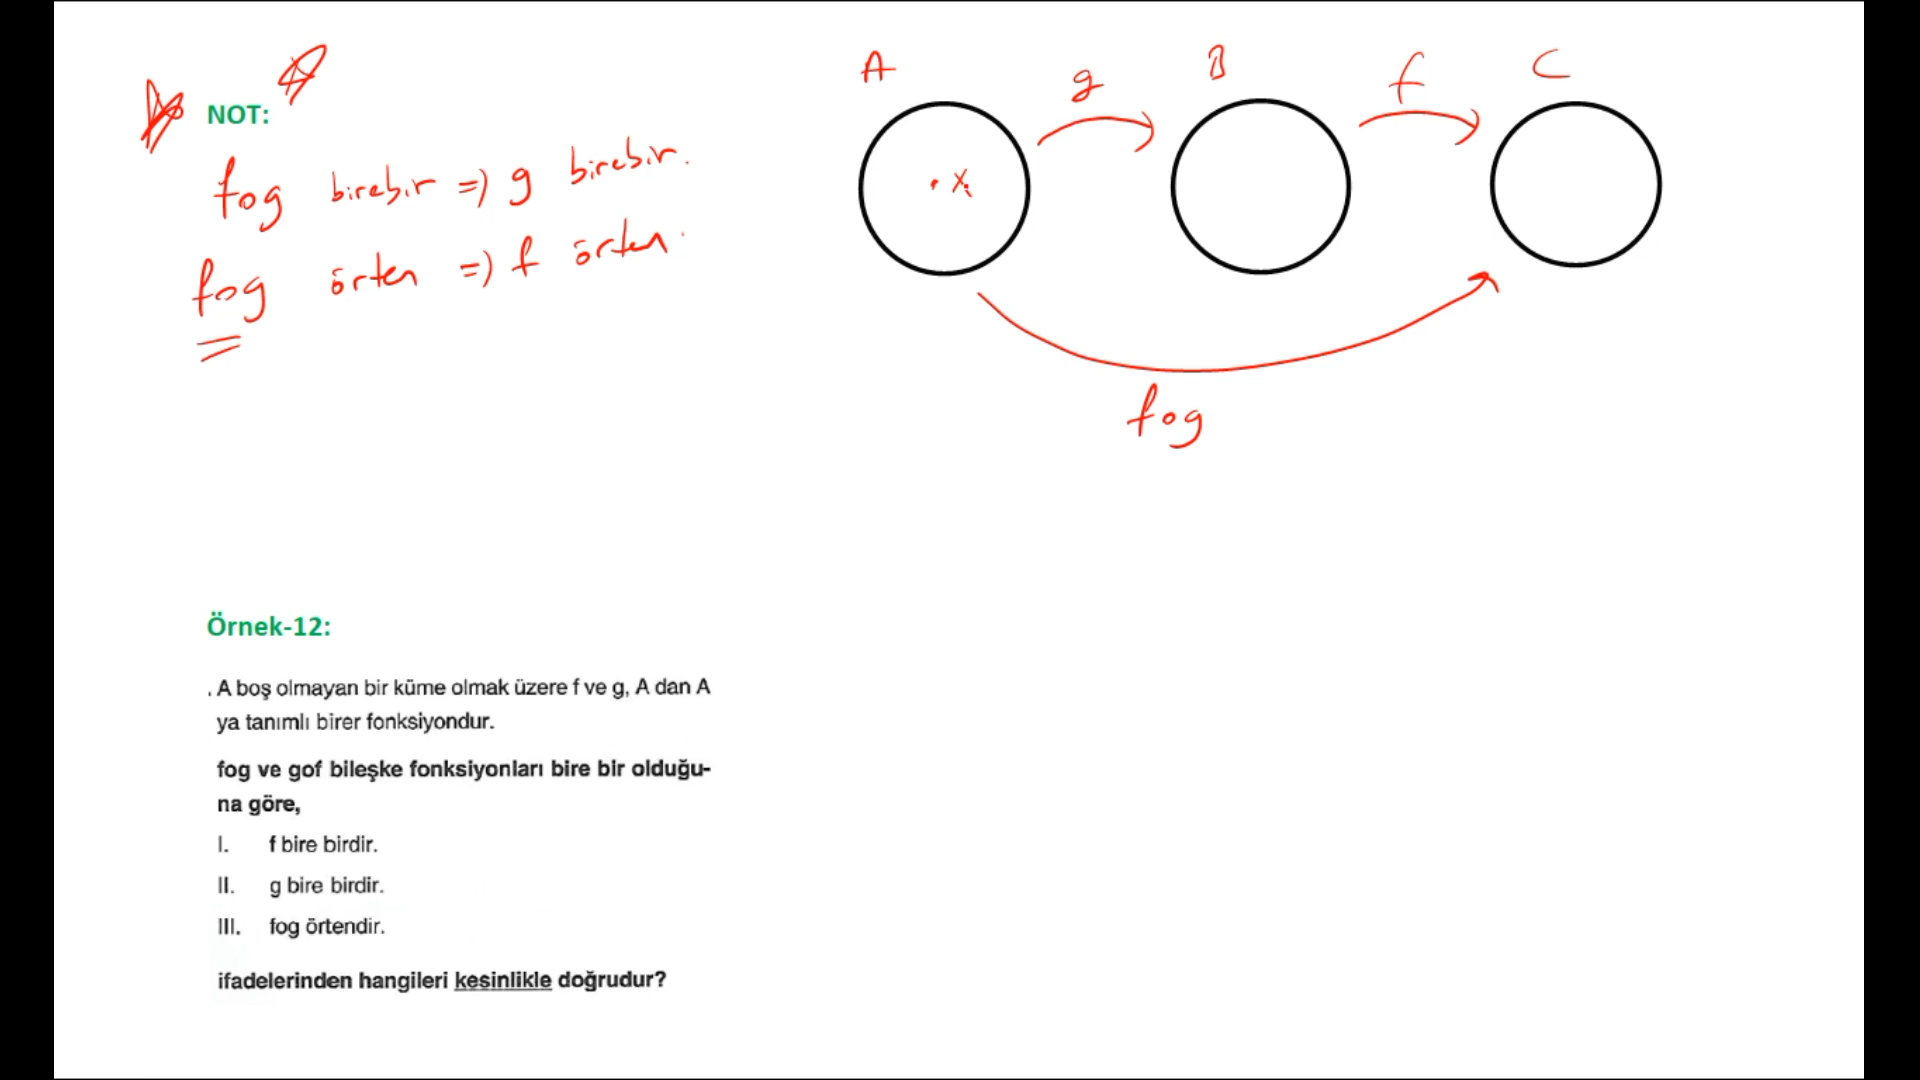 NOT:
fog birebir => g birebir.
fog örten => f örten.
A g B f C
x
fog
Örnek-12:
. A boş olmayan bir küme olmak üzere f ve g, A dan A
ya tanımlı birer fonksiyondur.
fog ve gof bileşke fonksiyonları bire bir olduğu-
na göre,
I. f bire birdir.
II. g bire birdir.
III. fog örtendir.
ifadelerinden hangileri kesinlikle doğrudur?